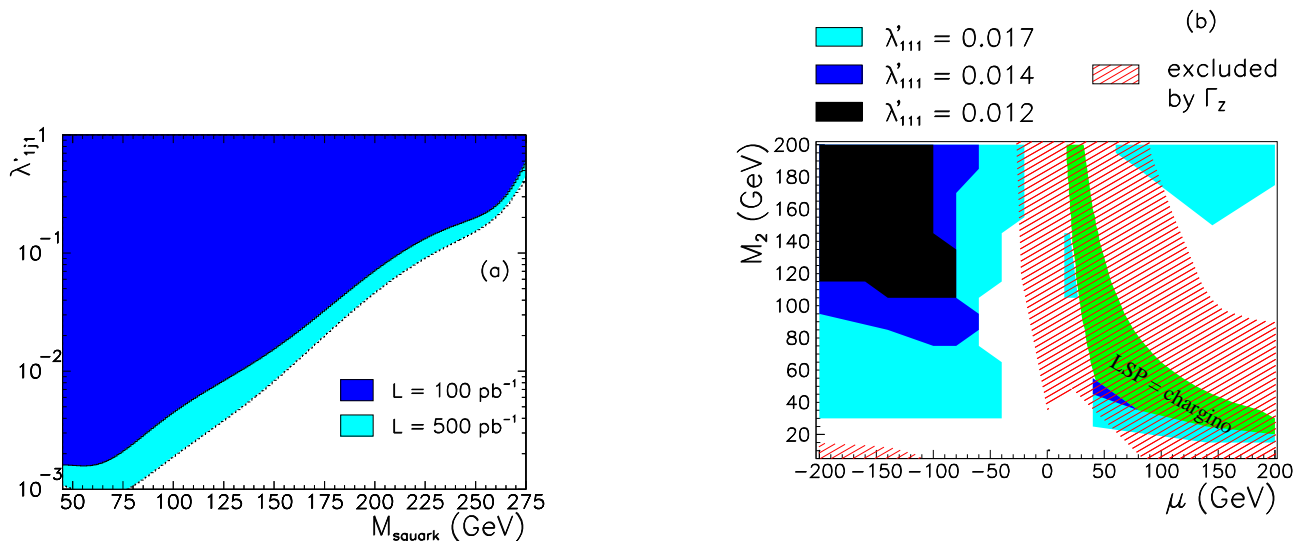 λ'1j1
1
10⁻¹
10⁻²
10⁻³
(a)
L = 100 pb⁻¹
L = 500 pb⁻¹
50 75 100 125 150 175 200 225 250 275
M_squark (GeV)
(b)
λ'111 = 0.017
λ'111 = 0.014
λ'111 = 0.012
excluded
by Γ_Z
M₂ (GeV)
200
180
160
140
120
100
80
60
40
20
LSP = chargino
−200 −150 −100 −50 0 50 100 150 200
μ (GeV)